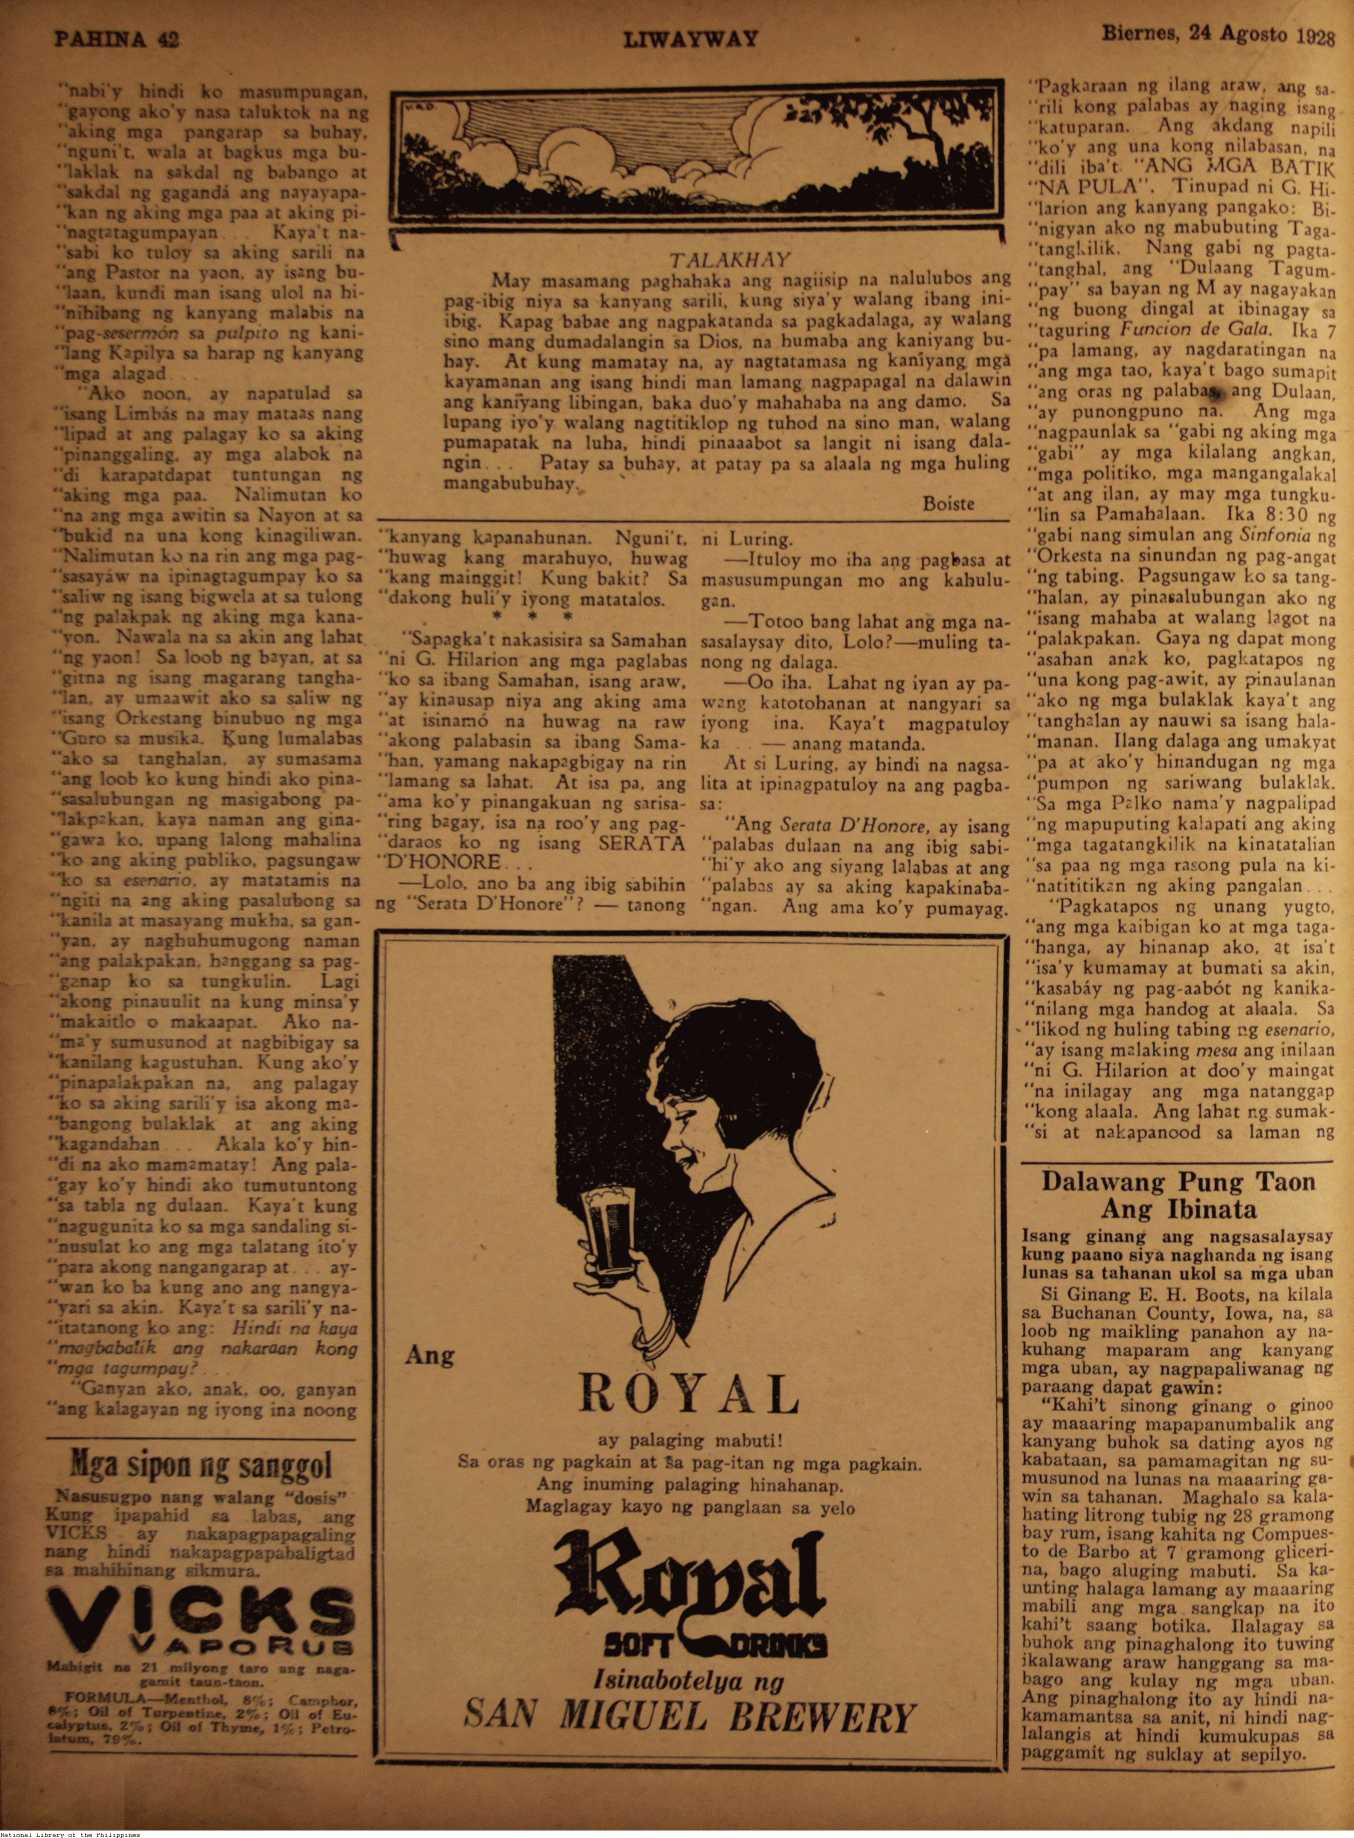 PAHINA 42
LIWAYWAY
Biernes, 24 Agosto 1928
"nabi'y hindi ko masumpungan,
"gayong ako'y nasa taluktok na ng
"aking mga pangarap sa buhay,
"nguni't, wala at bagkus mga bu-
"laklak na sakdal ng babango at
"sakdal ng gagandá ang nayayapa-
"kan ng aking mga paa at aking pi-
"nagtatagumpayan... Kaya't na-
"sabi ko tuloy sa aking sarili na
"ang Pastor na yaon, ay isang bu-
"laan, kundi man isang ulol na hi-
"nihibang ng kanyang malabis na
"pag-sesermón sa pulpito ng kani-
"lang Kapilya sa harap ng kanyang
"mga alagad...
"Ako noon, ay napatulad sa
"isang Limbás na may mataas nang
"lipad at ang palagay ko sa aking
"pinanggaling, ay mga alabok na
"di karapatdapat tuntungan ng
"aking mga paa. Nalimutan ko
"na ang mga awitin sa Nayon at sa
"bukid na una kong kinagiliwan.
"Nalimutan ko na rin ang mga pag-
"sasayáw na ipinagtagumpay ko sa
"saliw ng isang bigwela at sa tulong
"ng palakpak ng aking mga kana-
"yon. Nawala na sa akin ang lahat
"ng yaon! Sa loob ng bayan, at sa
"gitna ng isang magarang tangha-
"lan, ay umaawit ako sa saliw ng
"isang Orkestang binubuo ng mga
"Guro sa musika. Kung lumalabas
"ako sa tanghalan, ay sumasama
"ang loob ko kung hindi ako pina-
"sasalubungan ng masigabong pa-
"lakpakan, kaya naman ang gina-
"gawa ko, upang lalong mahalina
"ko ang aking publiko, pagsungaw
"ko sa esenario, ay matatamis na
"ngiti na ang aking pasalubong sa
"kanila at masayang mukha, sa gan-
"yan, ay naghuhumugong naman
"ang palakpakan, hanggang sa pag-
"ganap ko sa tungkulin. Lagi
"akong pinauulit na kung minsa'y
"makaitlo o makaapat. Ako na-
"ma'y sumusunod at nagbibigay sa
"kanilang kagustuhan. Kung ako'y
"pinapalakpakan na, ang palagay
"ko sa aking sarili'y isa akong ma-
"bangong bulaklak at ang aking
"kagandahan... Akala ko'y hin-
"di na ako mamamatay! Ang pala-
"gay ko'y hindi ako tumutuntong
"sa tabla ng dulaan. Kaya't kung
"nagugunita ko sa mga sandaling si-
"nusulat ko ang mga talatang ito'y
"para akong nangangarap at... ay-
"wan ko ba kung ano ang nangya-
"yari sa akin. Kaya't sa sarili'y na-
"itatanong ko ang: Hindi na kaya
"magbabalik ang nakaraan kong
"mga tagumpay?...
"Ganyan ako, anak, oo, ganyan
"ang kalagayan ng iyong ina noong
Mga sipon ng sanggol
Nasusugpo nang walang "dosis"
Kung ipapahid sa labas, ang
VICKS ay nakapagpapagaling
nang hindi nakapagpapabaligtad
sa mahihinang sikmura.
VICKS
VAPORUB
Mahigit na 21 milyong taro ang naga-
gamit taun-taon.
FORMULA—Menthol, 8%; Camphor,
8%; Oil of Turpentine, 2%; Oil of Eu-
calyptus, 2%; Oil of Thyme, 1%; Petro-
latum, 79%.
V.R.D.
TALAKHAY
May masamang paghahaka ang nagiisip na nalulubos ang
pag-ibig niya sa kanyang sarili, kung siya'y walang ibang ini-
ibig. Kapag babae ang nagpakatanda sa pagkadalaga, ay walang
sino mang dumadalangin sa Dios, na humaba ang kaniyang bu-
hay. At kung mamatay na, ay nagtatamasa ng kaniyang mga
kayamanan ang isang hindi man lamang nagpapagal na dalawin
ang kaniyang libingan, baka duo'y mahahaba na ang damo. Sa
lupang iyo'y walang nagtitiklop ng tuhod na sino man, walang
pumapatak na luha, hindi pinaaabot sa langit ni isang dala-
ngin... Patay sa buhay, at patay pa sa alaala ng mga huling
mangabubuhay.
Boiste
"kanyang kapanahunan. Nguni't,
"huwag kang marahuyo, huwag
"kang mainggit! Kung bakit? Sa
"dakong huli'y iyong matatalos.
* * *
"Sapagka't nakasisira sa Samahan
"ni G. Hilarion ang mga paglabas
"ko sa ibang Samahan, isang araw,
"ay kinausap niya ang aking ama
"at isinamó na huwag na raw
"akong palabasin sa ibang Sama-
"han, yamang nakapagbigay na rin
"lamang sa lahat. At isa pa, ang
"ama ko'y pinangakuan ng sarisa-
"ring bagay, isa na roo'y ang pag-
"daraos ko ng isang SERATA
"D'HONORE...
—Lolo, ano ba ang ibig sabihin
ng "Serata D'Honore"? — tanong
ni Luring.
—Ituloy mo iha ang pagbasa at
masusumpungan mo ang kahulu-
gan.
—Totoo bang lahat ang mga na-
sasalaysay dito, Lolo?—muling ta-
nong ng dalaga.
—Oo iha. Lahat ng iyan ay pa-
wang katotohanan at nangyari sa
iyong ina. Kaya't magpatuloy
ka... — anang matanda.
At si Luring, ay hindi na nagsa-
lita at ipinagpatuloy na ang pagba-
sa:
"Ang Serata D'Honore, ay isang
"palabas dulaan na ang ibig sabi-
"hi'y ako ang siyang lalabas at ang
"palabas ay sa aking kapakinaba-
"ngan. Ang ama ko'y pumayag.
Ang
ROYAL
ay palaging mabuti!
Sa oras ng pagkain at sa pag-itan ng mga pagkain.
Ang inuming palaging hinahanap.
Maglagay kayo ng panglaan sa yelo
Royal
SOFT DRINKS
Isinabotelya ng
SAN MIGUEL BREWERY
"Pagkaraan ng ilang araw, ang sa-
"rili kong palabas ay naging isang
"katuparan. Ang akdang napili
"ko'y ang una kong nilabasan, na
"dili iba't "ANG MGA BATIK
"NA PULA". Tinupad ni G. Hi-
"larion ang kanyang pangako: Bi-
"nigyan ako ng mabubuting Taga-
"tangkilik. Nang gabi ng pagta-
"tanghal, ang "Dulaang Tagum-
"pay" sa bayan ng M ay nagayakan
"ng buong dingal at ibinagay sa
"taguring Funcion de Gala. Ika 7
"pa lamang, ay nagdaratingan na
"ang mga tao, kaya't bago sumapit
"ang oras ng palabas ang Dulaan,
"ay punongpuno na. Ang mga
"nagpaunlak sa "gabi ng aking mga
"gabi" ay mga kilalang angkan,
"mga politiko, mga mangangalakal
"at ang ilan, ay may mga tungku-
"lin sa Pamahalaan. Ika 8:30 ng
"gabi nang simulan ang Sinfonia ng
"Orkesta na sinundan ng pag-angat
"ng tabing. Pagsungaw ko sa tang-
"halan, ay pinasalubungan ako ng
"isang mahaba at walang lagot na
"palakpakan. Gaya ng dapat mong
"asahan anak ko, pagkatapos ng
"una kong pag-awit, ay pinaulanan
"ako ng mga bulaklak kaya't ang
"tanghalan ay nauwi sa isang hala-
"manan. Ilang dalaga ang umakyat
"pa at ako'y hinandugan ng mga
"pumpon ng sariwang bulaklak.
"Sa mga Palko nama'y nagpalipad
"ng mapuputing kalapati ang aking
"mga tagatangkilik na kinatatalian
"sa paa ng mga rasong pula na ki-
"natititikan ng aking pangalan...
"Pagkatapos ng unang yugto,
"ang mga kaibigan ko at mga taga-
"hanga, ay hinanap ako, at isa't
"isa'y kumamay at bumati sa akin,
"kasabáy ng pag-aabót ng kanika-
"nilang mga handog at alaala. Sa
"likod ng huling tabing ng esenario,
"ay isang malaking mesa ang inilaan
"ni G. Hilarion at doo'y maingat
"na inilagay ang mga natanggap
"kong alaala. Ang lahat ng sumak-
"si at nakapanood sa laman ng
Dalawang Pung Taon
Ang Ibinata
Isang ginang ang nagsasalaysay
kung paano siya naghanda ng isang
lunas sa tahanan ukol sa mga uban
Si Ginang E. H. Boots, na kilala
sa Buchanan County, Iowa, na, sa
loob ng maikling panahon ay na-
kuhang maparam ang kanyang
mga uban, ay nagpapaliwanag ng
paraang dapat gawin:
"Kahi't sinong ginang o ginoo
ay maaaring mapapanumbalik ang
kanyang buhok sa dating ayos ng
kabataan, sa pamamagitan ng su-
musunod na lunas na maaaring ga-
win sa tahanan. Maghalo sa kala-
hating litrong tubig ng 28 gramong
bay rum, isang kahita ng Compues-
to de Barbo at 7 gramong gliceri-
na, bago aluging mabuti. Sa ka-
unting halaga lamang ay maaaring
mabili ang mga sangkap na ito
kahi't saang botika. Ilalagay sa
buhok ang pinaghalong ito tuwing
ikalawang araw hanggang sa ma-
bago ang kulay ng mga uban.
Ang pinaghalong ito ay hindi na-
kamamantsa sa anit, ni hindi nag-
lalangis at hindi kumukupas sa
paggamit ng suklay at sepilyo.
National Library of the Philippines